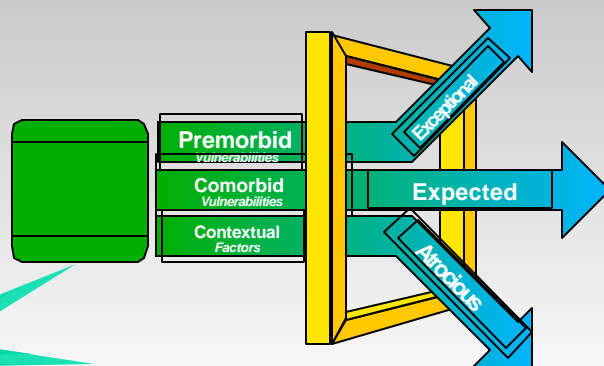 Premorbid
Vulnerabilities
Comorbid
Vulnerabilities
Contextual
Factors
Exceptional
Expected
Atrocious